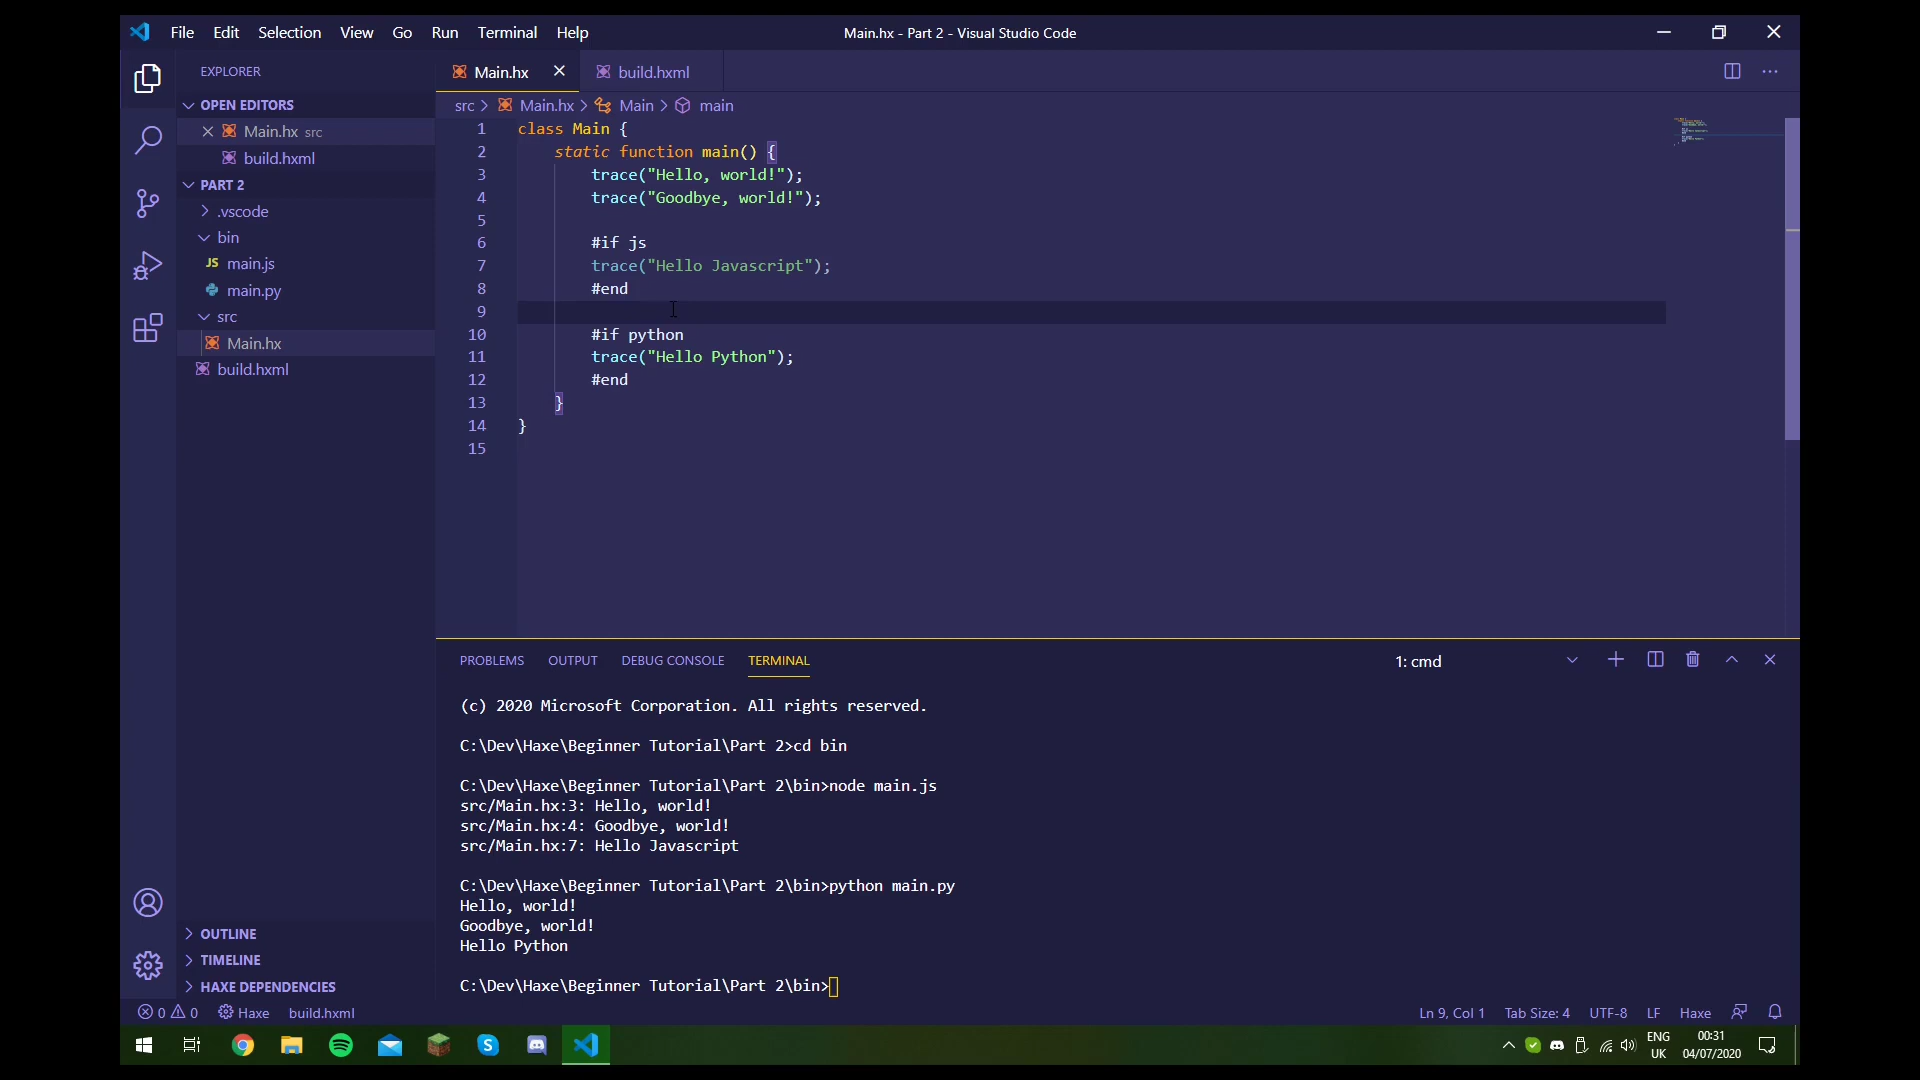 File Edit Selection View Go Run Terminal Help
Main.hx - Part 2 - Visual Studio Code
EXPLORER
OPEN EDITORS
Main.hx src
build.hxml
PART 2
.vscode
bin
JS main.js
main.py
src
Main.hx
build.hxml
OUTLINE
TIMELINE
HAXE DEPENDENCIES
Main.hx
build.hxml
src > Main.hx > Main > main
1 class Main {
2 static function main() {
3 trace("Hello, world!");
4 trace("Goodbye, world!");
5
6 #if js
7 trace("Hello Javascript");
8 #end
9
10 #if python
11 trace("Hello Python");
12 #end
13 }
14 }
15
PROBLEMS OUTPUT DEBUG CONSOLE TERMINAL
1: cmd
(c) 2020 Microsoft Corporation. All rights reserved.
C:\Dev\Haxe\Beginner Tutorial\Part 2>cd bin
C:\Dev\Haxe\Beginner Tutorial\Part 2\bin>node main.js
src/Main.hx:3: Hello, world!
src/Main.hx:4: Goodbye, world!
src/Main.hx:7: Hello Javascript
C:\Dev\Haxe\Beginner Tutorial\Part 2\bin>python main.py
Hello, world!
Goodbye, world!
Hello Python
C:\Dev\Haxe\Beginner Tutorial\Part 2\bin>
0 0 Haxe build.hxml
Ln 9, Col 1 Tab Size: 4 UTF-8 LF Haxe
ENG
UK
00:31
04/07/2020